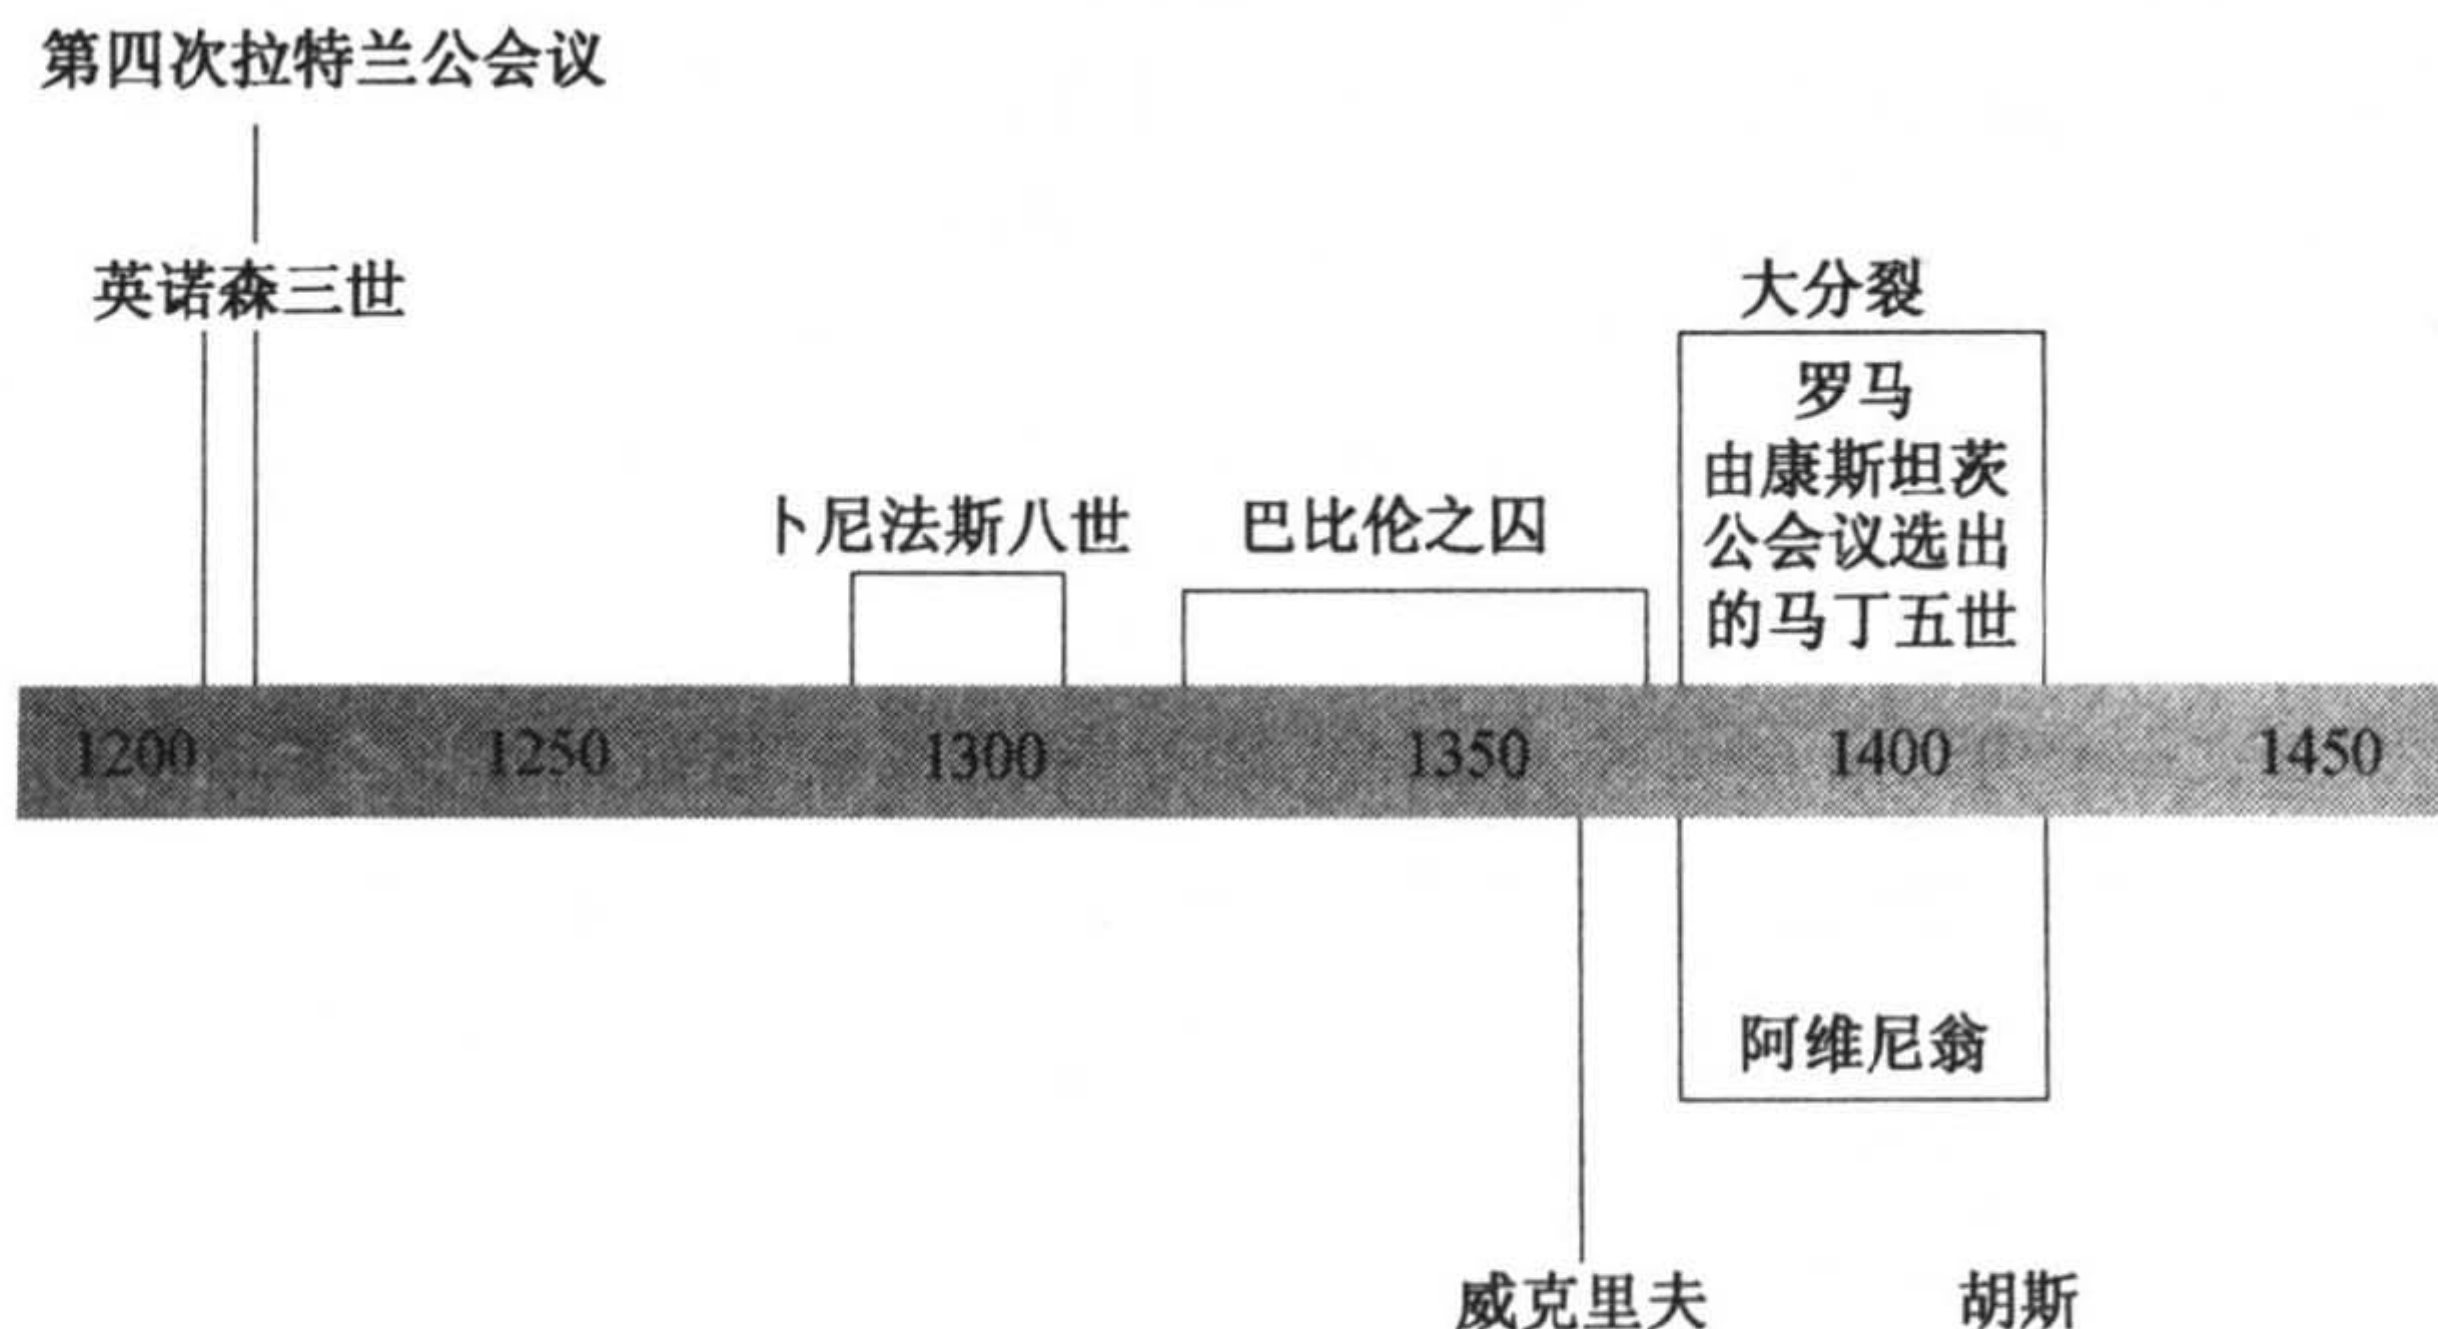 第四次拉特兰公会议
英诺森三世
大分裂
罗马
由康斯坦茨
公会议选出
的马丁五世
卜尼法斯八世
巴比伦之囚
1200 1250 1300 1350 1400 1450
阿维尼翁
威克里夫 胡斯